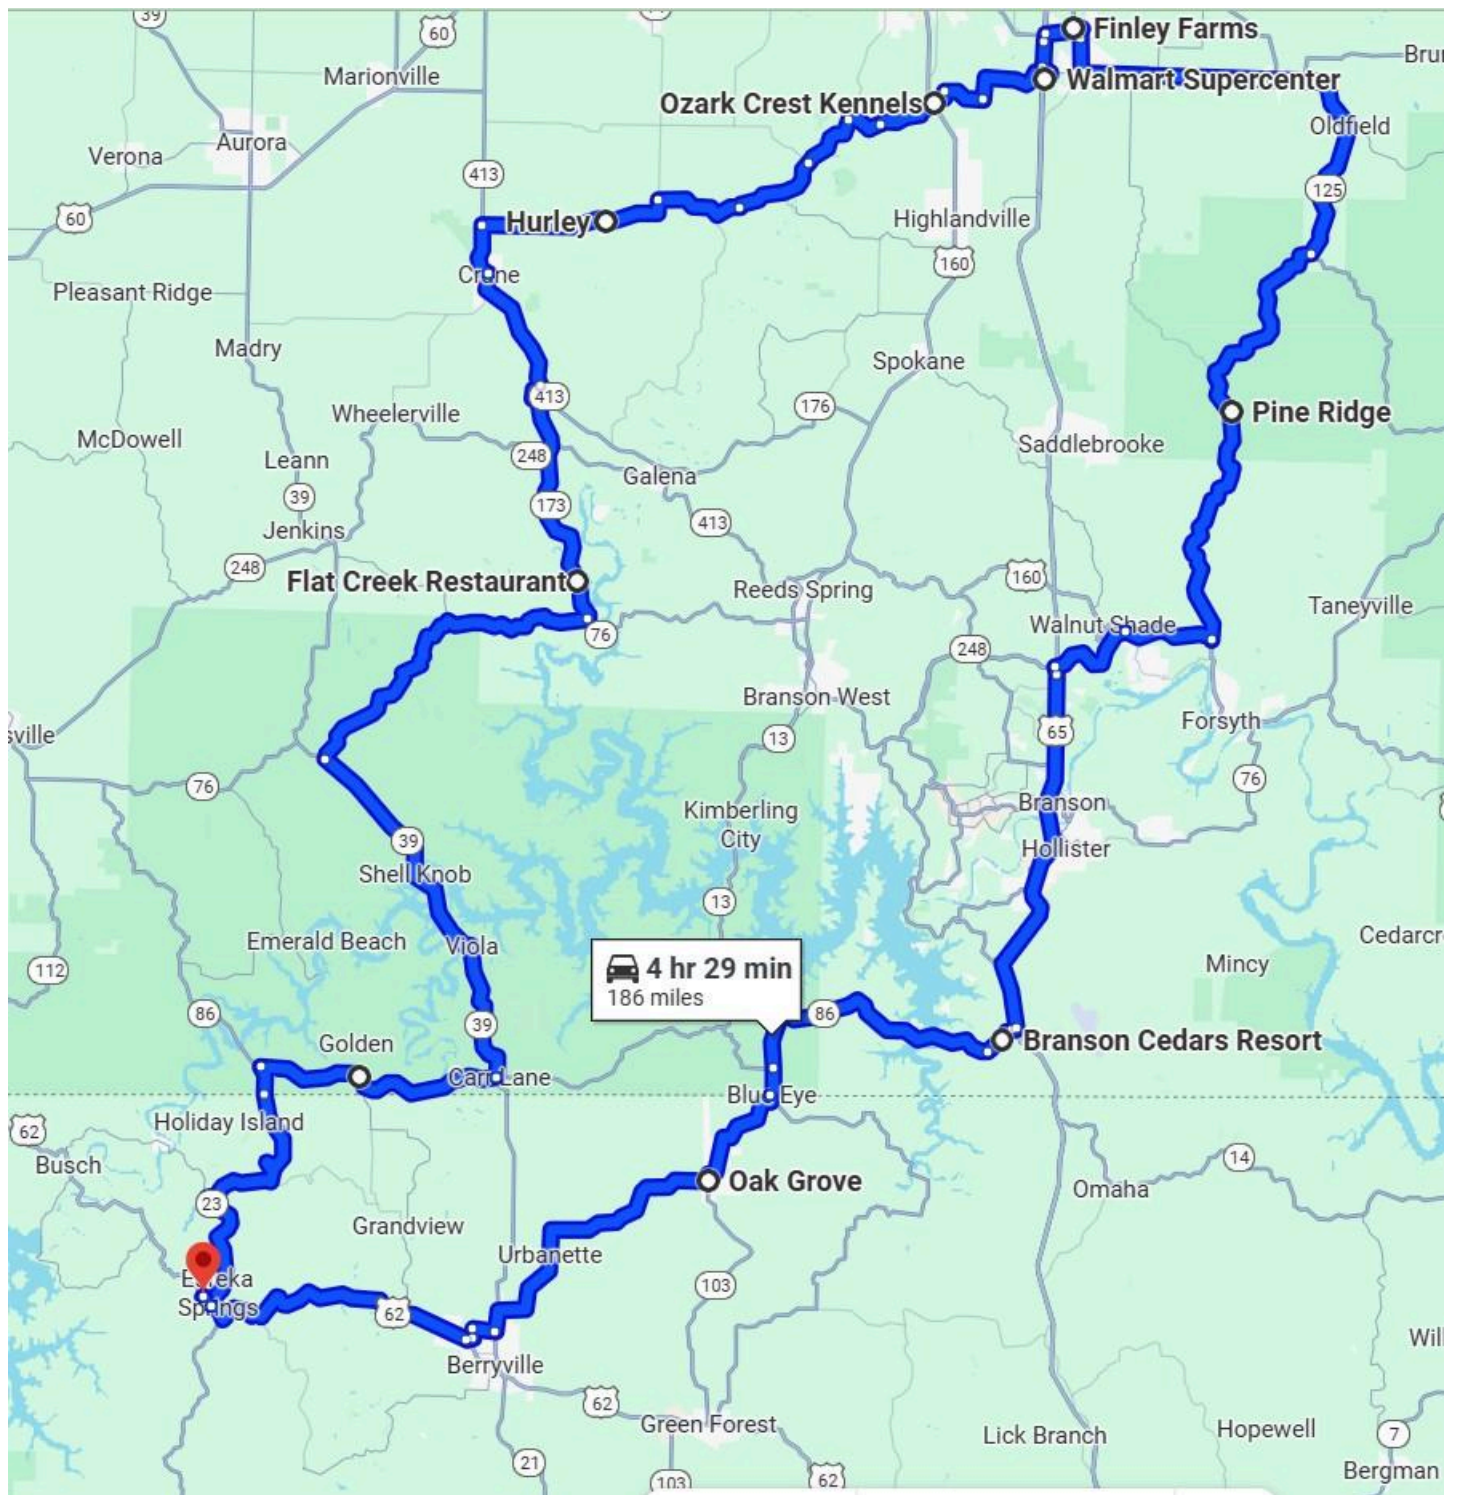 39
60
Finley Farms
Bru
Marionville
Walmart Supercenter
Ozark Crest Kennels
Oldfield
Aurora
Verona
413
125
60
Hurley
Highlandville
Crane
160
Pleasant Ridge
Madry
Spokane
413
176
Wheelerville
Pine Ridge
McDowell
Saddlebrooke
248
Leann
Galena
39
173
413
Jenkins
248
Flat Creek Restaurant
160
Reeds Spring
Taneyville
76
Walnut Shade
248
Branson West
sville
13
65
Forsyth
76
76
Kimberling
City
Branson
39
Hollister
Shell Knob
13
Emerald Beach
Viola
Cedarcr
112
4 hr 29 min
186 miles
Mincy
86
86
39
Golden
Branson Cedars Resort
Carr Lane
Blue Eye
Holiday Island
62
Busch
14
Oak Grove
Omaha
23
Grandview
Urbanette
Eureka
Springs
103
62
Will
Berryville
62
Green Forest
Lick Branch
Hopewell
7
21
103
62
Bergman